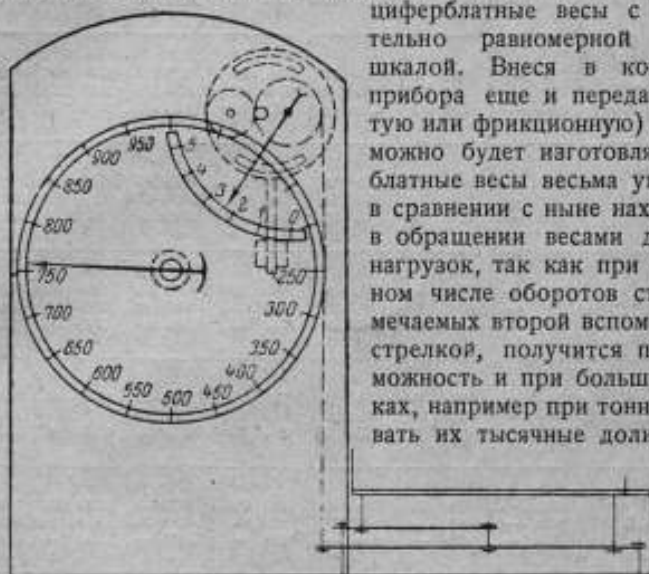 циферблатные весы с
тельно равномерной
шкалой. Внеся в ко
прибора еще и переда
тую или фрикционную)
можно будет изготовля
блатные весы весьма у
в сравнении с ныне нах
в обращении весами д
нагрузок, так как при
ном числе оборотов ст
мечаемых второй вспом
стрелкой, получится п
можность и при больш
ках, например при тонн
вать их тысячные доли
950
900
850
800
750
700
650
600
550
500
450
400
350
300
250
5
4
3
2
1
0